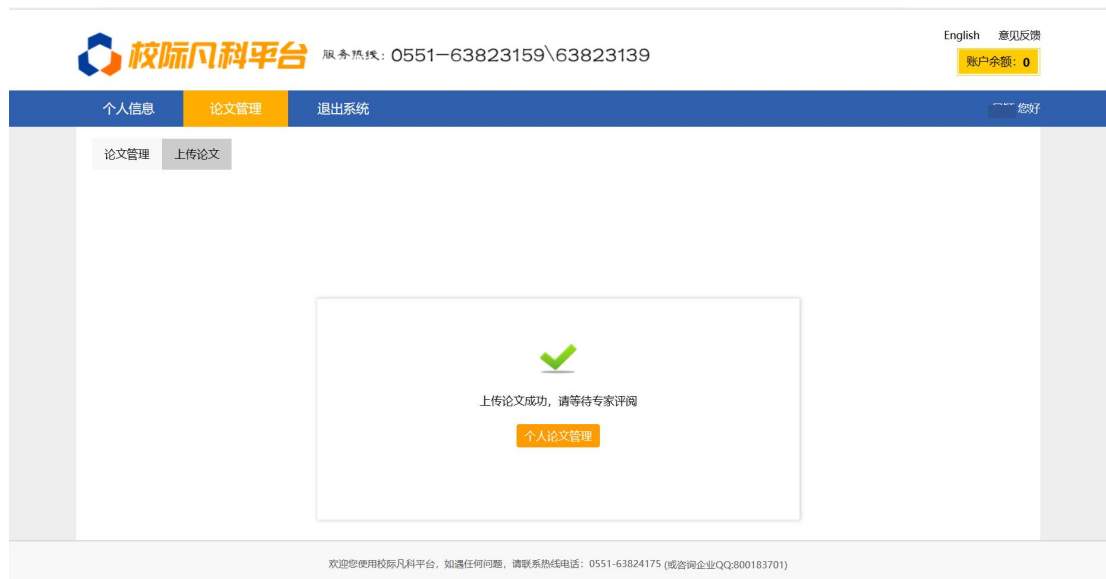 English 意见反馈
校际凡科平台 服务热线：0551-63823159\63823139
账户余额：0
个人信息 论文管理 退出系统 您好
论文管理 上传论文
上传论文成功，请等待专家评阅
个人论文管理
欢迎您使用校际凡科平台，如遇任何问题，请联系热线电话：0551-63824175 (或咨询企业QQ:800183701)